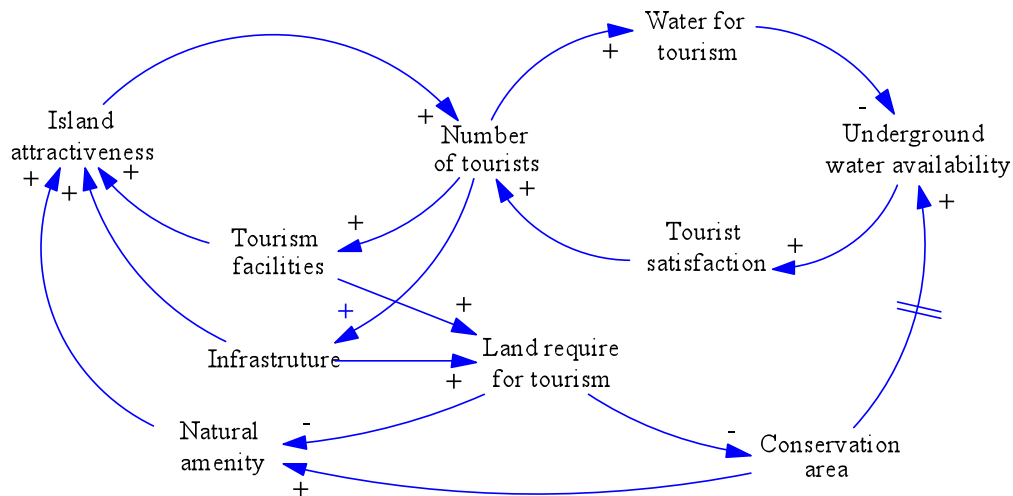 Water for
tourism
+
-
Island
attractiveness
+
+
+
+
Number
of tourists
+
Underground
water availability
+
+
Tourism
facilities
Tourist
satisfaction
+
+
+
Infrastruture
+
Land require
for tourism
-
-
Natural
amenity
Conservation
area
+